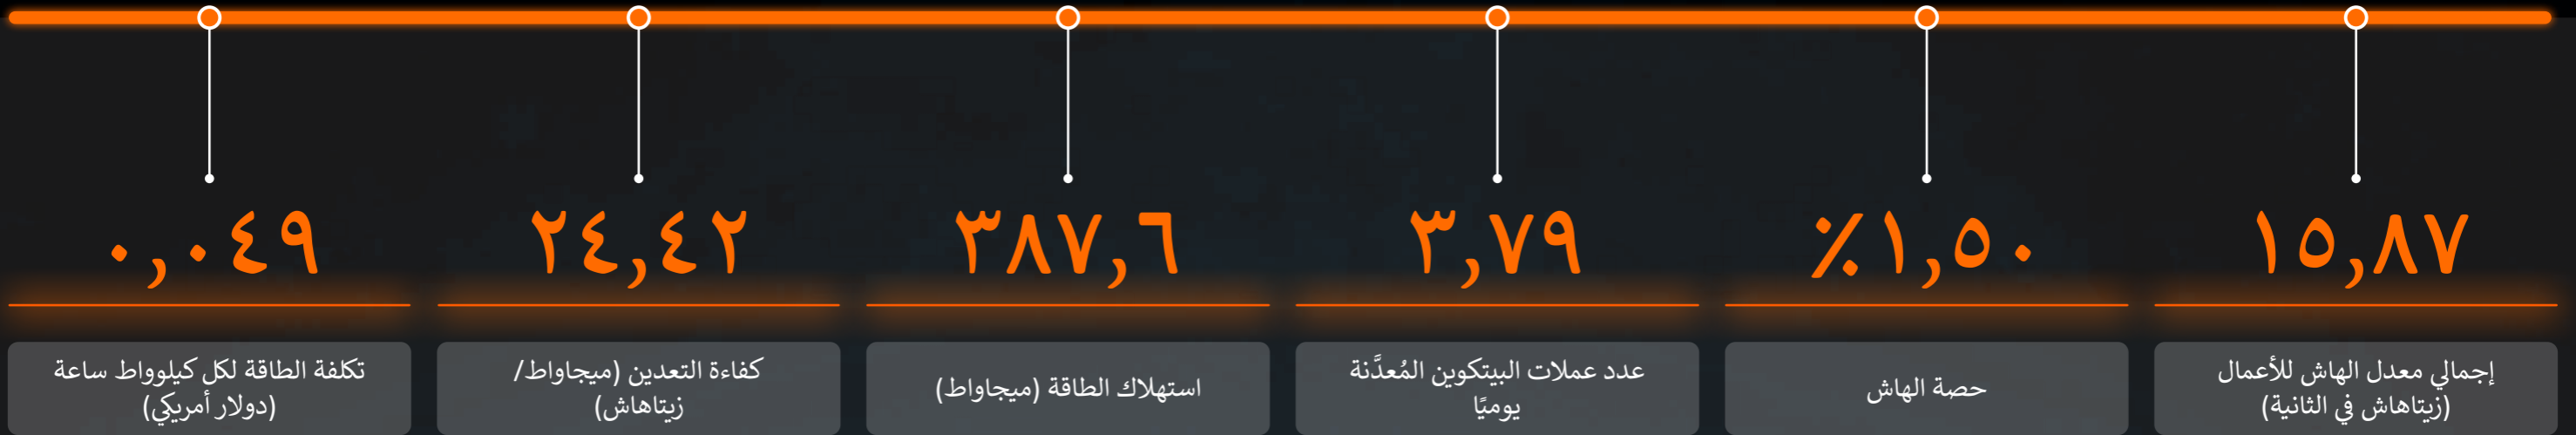 ١٥,٨٧
إجمالي معدل الهاش للأعمال
(زيتاهاش في الثانية)
٪١,٥٠
حصة الهاش
٣,٧٩
عدد عملات البيتكوين المُعدَّنة
يوميًا
٣٨٧,٦
استهلاك الطاقة (ميجاواط)
٢٤,٤٢
كفاءة التعدين (ميجاواط/
زيتاهاش)
٠,٠٤٩
تكلفة الطاقة لكل كيلوواط ساعة
(دولار أمريكي)